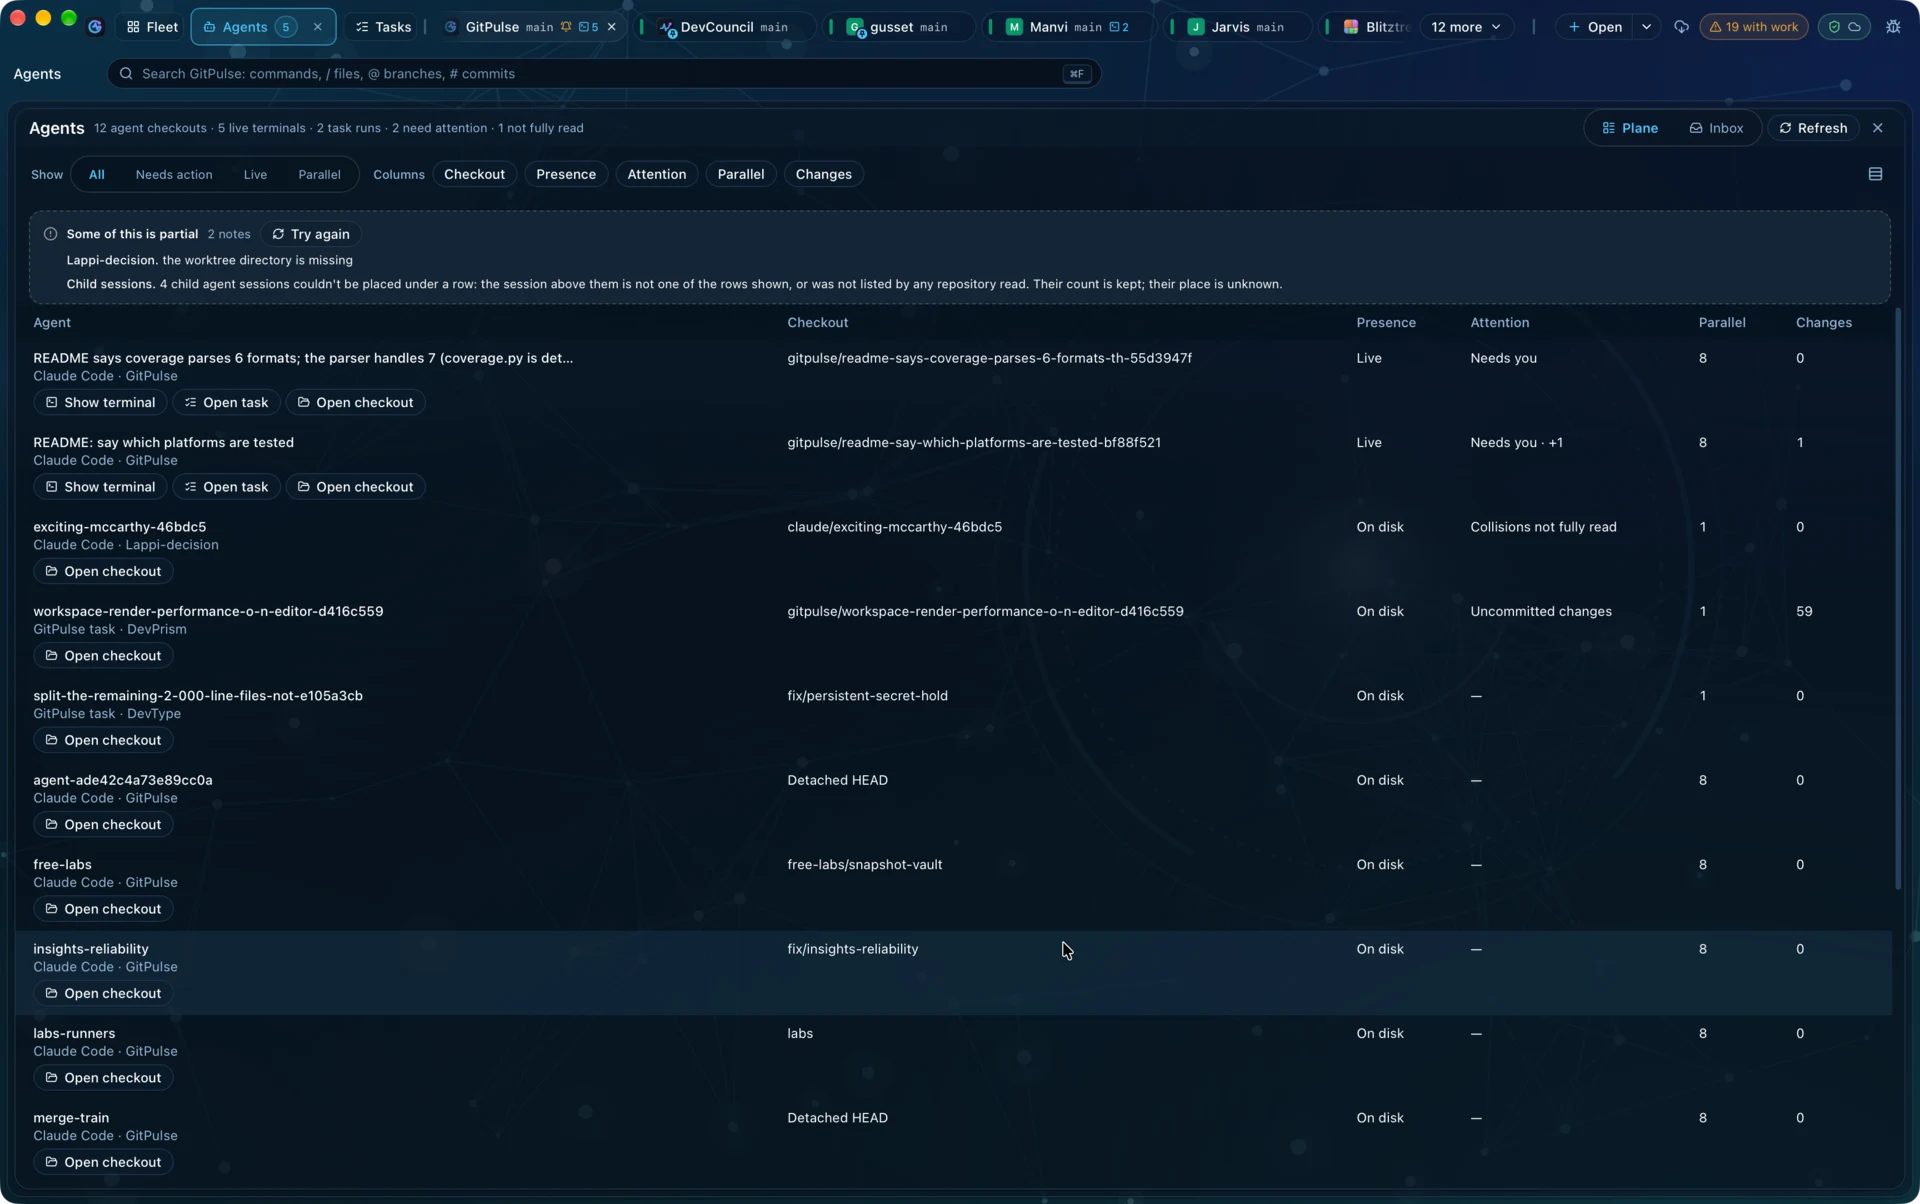 Fleet Agents 5 Tasks GitPulse main 5 DevCouncil main G gusset main M Manvi main 2 J Jarvis main Blitztre 12 more Open 19 with work
Agents Search GitPulse: commands, / files, @ branches, # commits ⌘F
Agents 12 agent checkouts · 5 live terminals · 2 task runs · 2 need attention · 1 not fully read Plane Inbox Refresh
Show All Needs action Live Parallel Columns Checkout Presence Attention Parallel Changes
Some of this is partial 2 notes Try again
Lappi-decision. the worktree directory is missing
Child sessions. 4 child agent sessions couldn't be placed under a row: the session above them is not one of the rows shown, or was not listed by any repository read. Their count is kept; their place is unknown.
Agent Checkout Presence Attention Parallel Changes
README says coverage parses 6 formats; the parser handles 7 (coverage.py is det... gitpulse/readme-says-coverage-parses-6-formats-th-55d3947f Live Needs you 8 0
Claude Code · GitPulse
Show terminal Open task Open checkout
README: say which platforms are tested gitpulse/readme-say-which-platforms-are-tested-bf88f521 Live Needs you · +1 8 1
Claude Code · GitPulse
Show terminal Open task Open checkout
exciting-mccarthy-46bdc5 claude/exciting-mccarthy-46bdc5 On disk Collisions not fully read 1 0
Claude Code · Lappi-decision
Open checkout
workspace-render-performance-o-n-editor-d416c559 gitpulse/workspace-render-performance-o-n-editor-d416c559 On disk Uncommitted changes 1 59
GitPulse task · DevPrism
Open checkout
split-the-remaining-2-000-line-files-not-e105a3cb fix/persistent-secret-hold On disk — 1 0
GitPulse task · DevType
Open checkout
agent-ade42c4a73e89cc0a Detached HEAD On disk — 8 0
Claude Code · GitPulse
Open checkout
free-labs free-labs/snapshot-vault On disk — 8 0
Claude Code · GitPulse
Open checkout
insights-reliability fix/insights-reliability On disk — 8 0
Claude Code · GitPulse
Open checkout
labs-runners labs On disk — 8 0
Claude Code · GitPulse
Open checkout
merge-train Detached HEAD On disk — 8 0
Claude Code · GitPulse
Open checkout